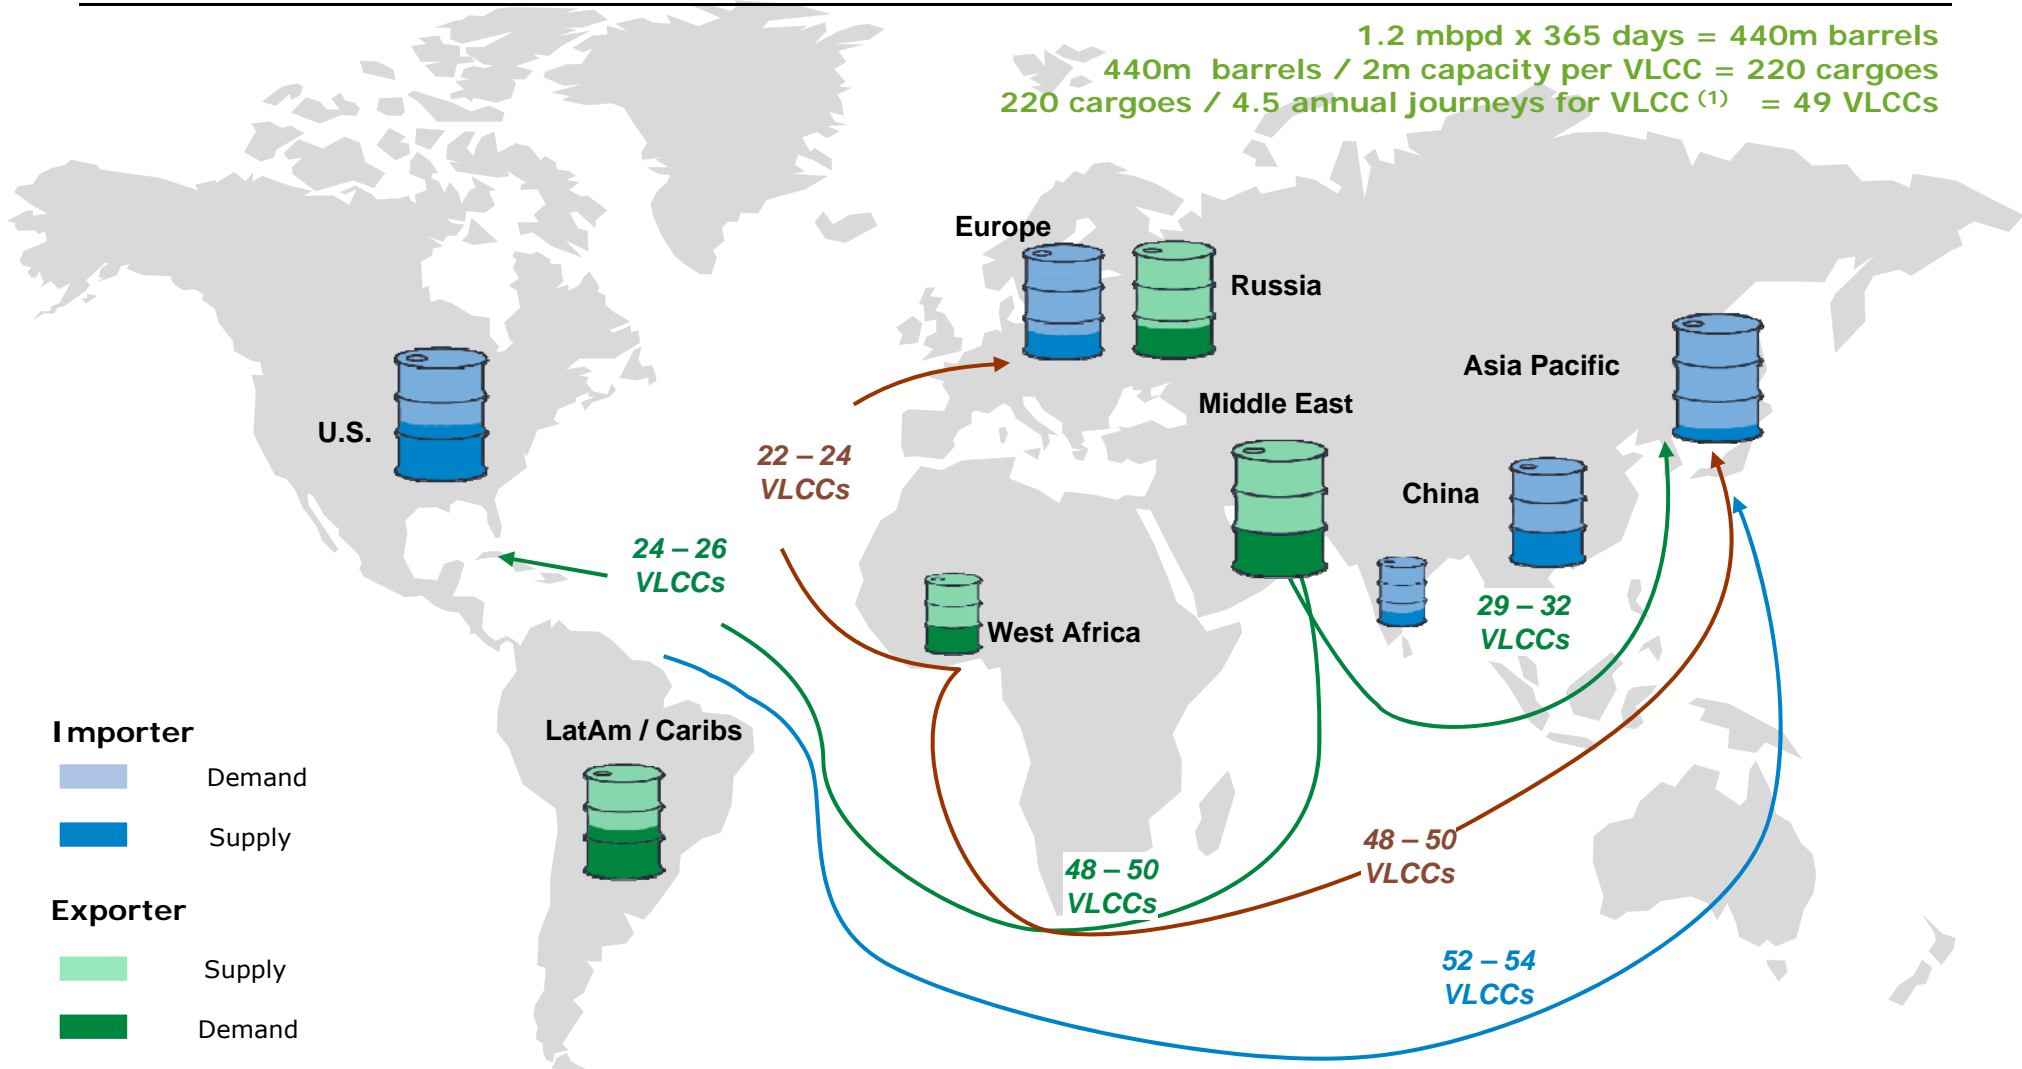 1.2 mbpd x 365 days = 440m barrels
440m barrels / 2m capacity per VLCC = 220 cargoes
220 cargoes / 4.5 annual journeys for VLCC (1) = 49 VLCCs
Europe
Russia
Asia Pacific
Middle East
U.S.
22 – 24
VLCCs
China
24 – 26
VLCCs
29 – 32
VLCCs
West Africa
LatAm / Caribs
48 – 50
VLCCs
48 – 50
VLCCs
52 – 54
VLCCs
Importer
Demand
Supply
Exporter
Supply
Demand